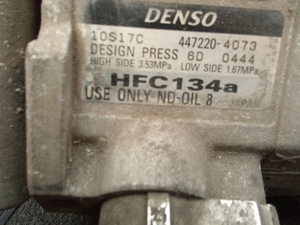 DENSO
10S17C 447220-4073
DESIGN PRESS 6D 0444
HIGH SIDE 3.53MPa LOW SIDE 1.67MPa
HFC134a
USE ONLY ND-OIL 8 JAPAN